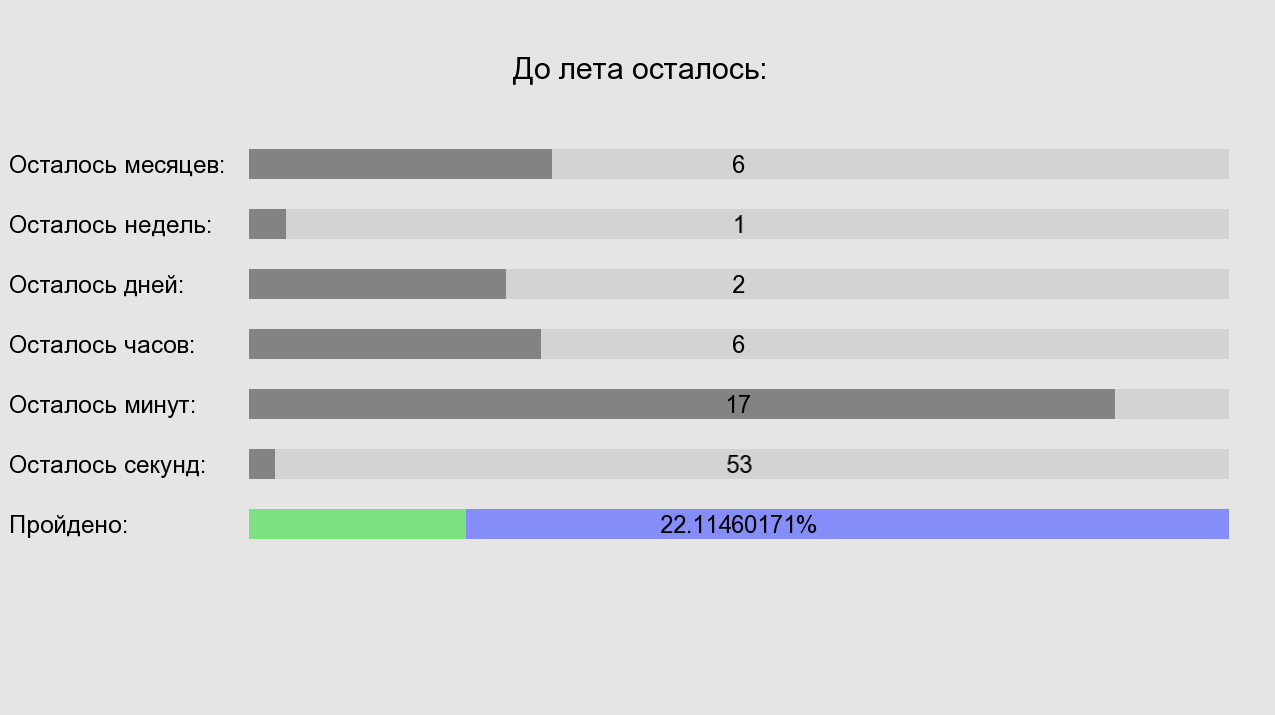 До лета осталось:
Осталось месяцев: 6
Осталось недель: 1
Осталось дней: 2
Осталось часов: 6
Осталось минут: 17
Осталось секунд: 53
Пройдено: 22.11460171%